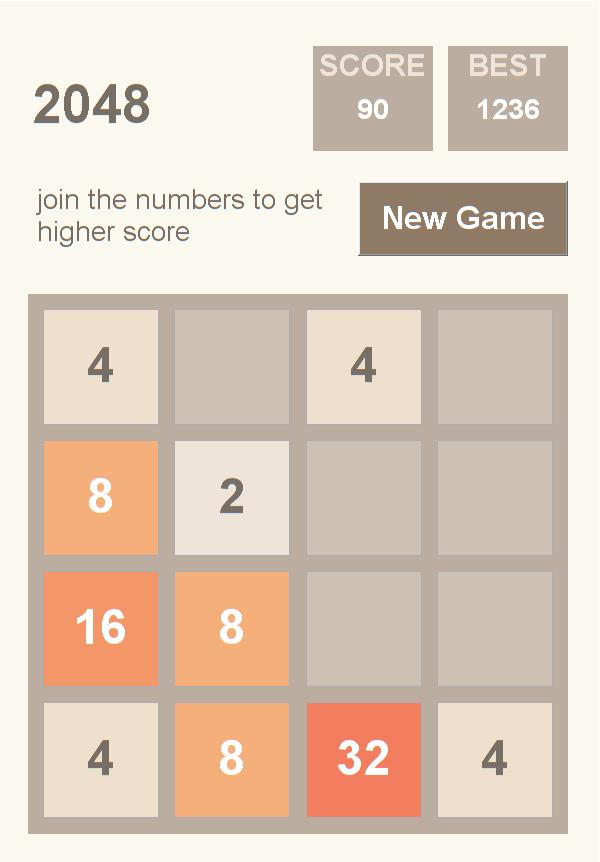 SCORE BEST
2048 90 1236
join the numbers to get
higher score
New Game
4 4
8 2
16 8
4 8 32 4